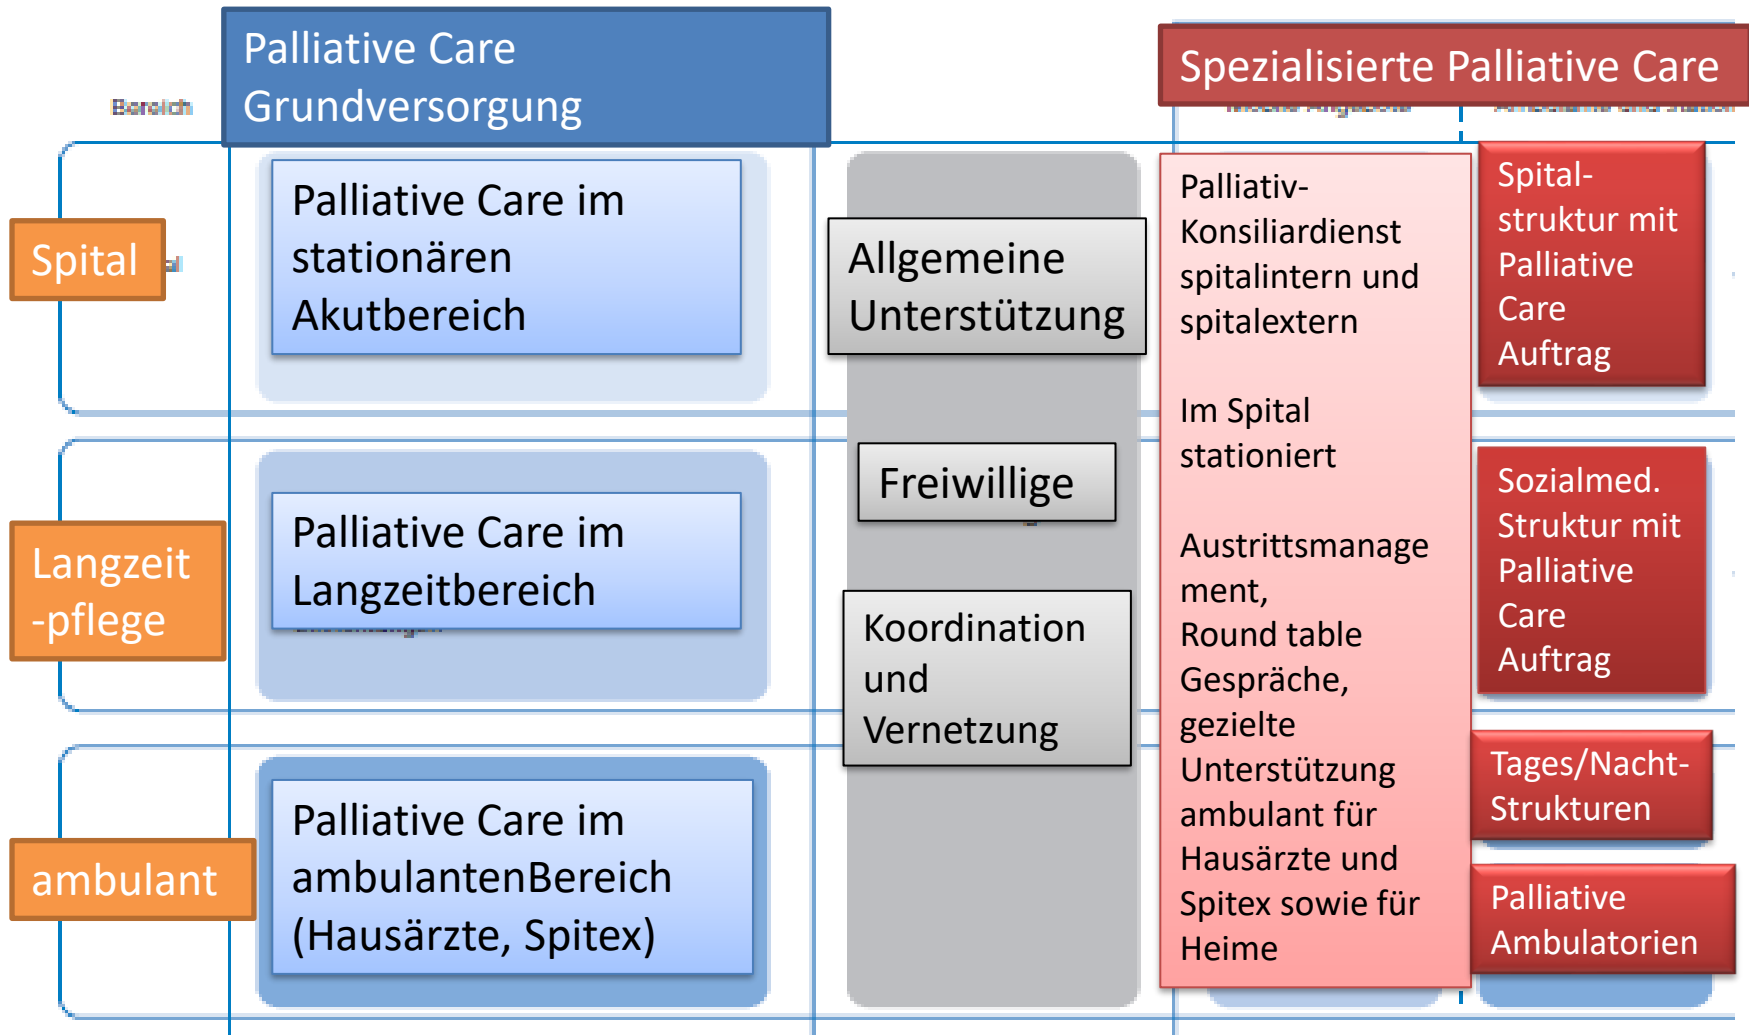 Palliative Care
Grundversorgung
Spezialisierte Palliative Care
Bereich
Spital
Palliative Care im
stationären
Akutbereich
Allgemeine
Unterstützung
Palliativ-
Konsiliardienst
spitalintern und
spitalextern
Im Spital
stationiert
Austrittsmanage
ment,
Round table
Gespräche,
gezielte
Unterstützung
ambulant für
Hausärzte und
Spitex sowie für
Heime
Spital-
struktur mit
Palliative
Care
Auftrag
Langzeit
-pflege
Palliative Care im
Langzeitbereich
Freiwillige
Koordination
und
Vernetzung
Sozialmed.
Struktur mit
Palliative
Care
Auftrag
ambulant
Palliative Care im
ambulantenBereich
(Hausärzte, Spitex)
Tages/Nacht-
Strukturen
Palliative
Ambulatorien